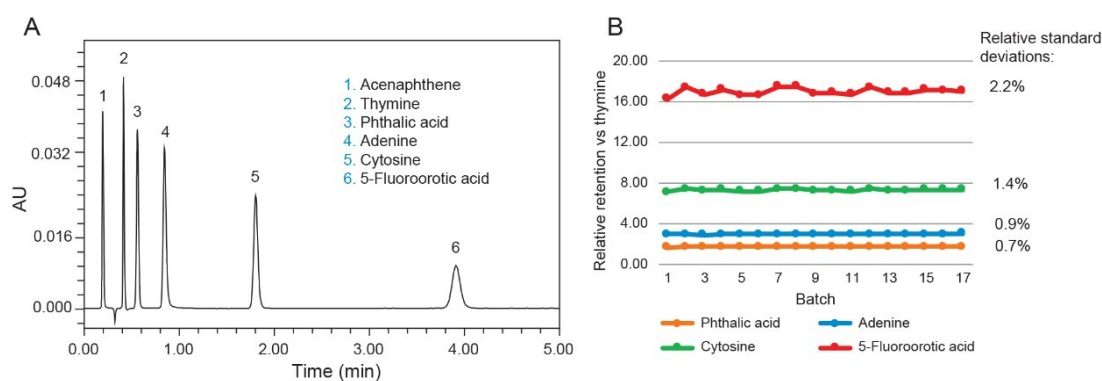 A
AU
0.048
0.032
0.016
0.000
1
2
3
4
5
6
1. Acenaphthene
2. Thymine
3. Phthalic acid
4. Adenine
5. Cytosine
6. 5-Fluoroorotic acid
0.00 1.00 2.00 3.00 4.00 5.00
Time (min)
B
Relative standard
deviations:
Relative retention vs thymine
20.00
16.00
12.00
8.00
4.00
0.00
2.2%
1.4%
0.9%
0.7%
1 3 5 7 9 11 13 15 17
Batch
Phthalic acid Adenine
Cytosine 5-Fluoroorotic acid